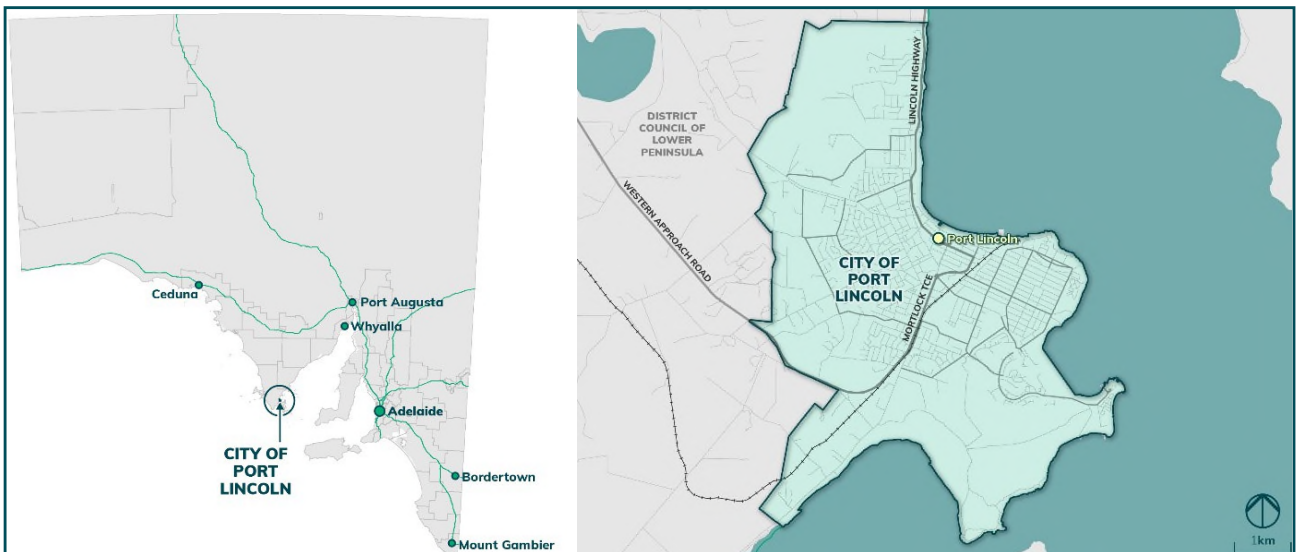 Ceduna
Port Augusta
Whyalla
Adelaide
CITY OF
PORT
LINCOLN
Bordertown
Mount Gambier
DISTRICT
COUNCIL OF
LOWER
PENINSULA
WESTERN APPROACH ROAD
LINCOLN HIGHWAY
Port Lincoln
CITY OF
PORT
LINCOLN
MORTLOCK TCE
1km